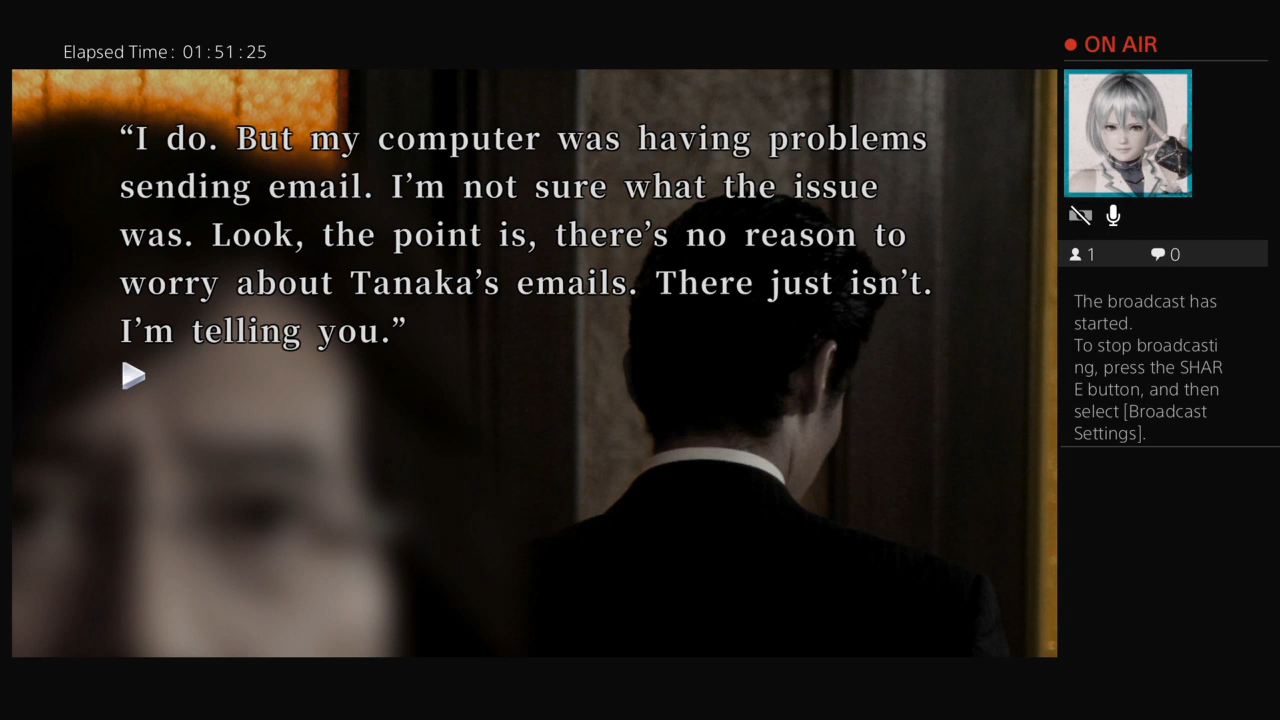 Elapsed Time: 01:51:25
ON AIR
“I do. But my computer was having problems
sending email. I’m not sure what the issue
was. Look, the point is, there’s no reason to
worry about Tanaka’s emails. There just isn’t.
I’m telling you.”
1
0
The broadcast has
started.
To stop broadcasti
ng, press the SHAR
E button, and then
select [Broadcast
Settings].